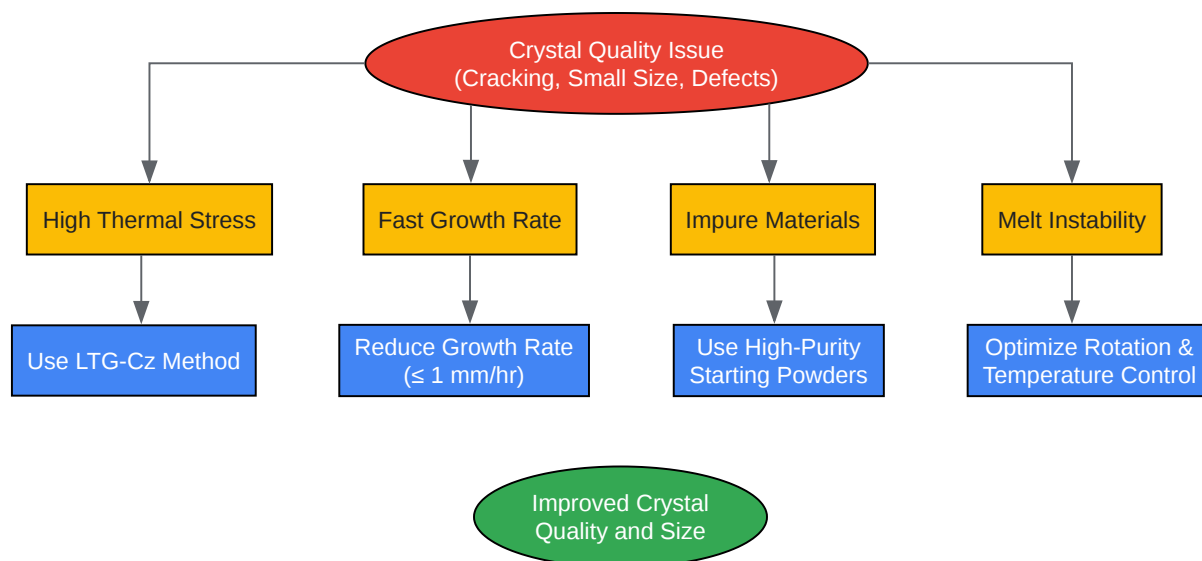 Crystal Quality Issue
(Cracking, Small Size, Defects)
High Thermal Stress
Fast Growth Rate
Impure Materials
Melt Instability
Use LTG-Cz Method
Reduce Growth Rate
(≤ 1 mm/hr)
Use High-Purity
Starting Powders
Optimize Rotation &
Temperature Control
Improved Crystal
Quality and Size